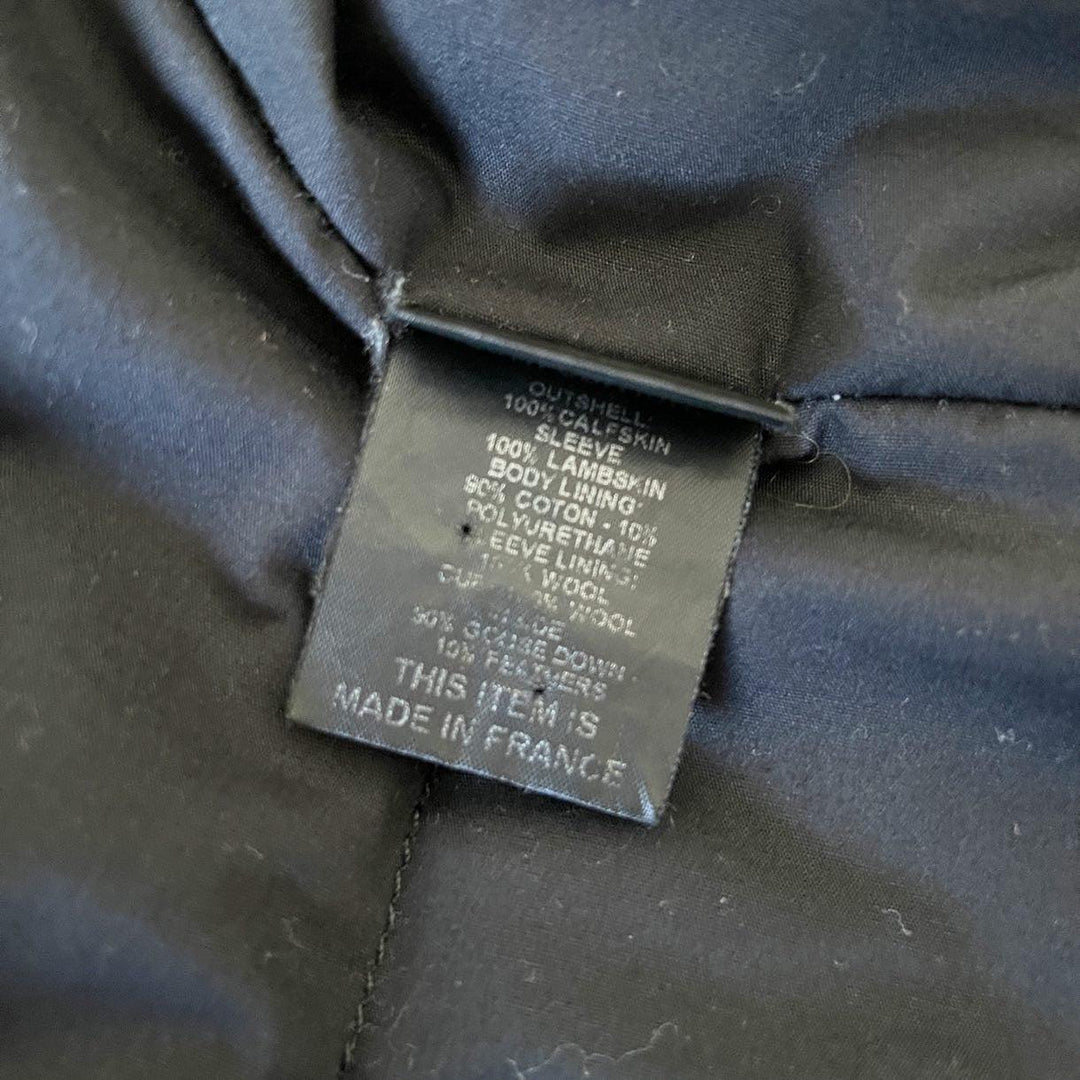 OUTSHELL:
100% CALFSKIN
SLEEVE
100% LAMBSKIN
BODY LINING:
90% COTON - 10%
POLYURETHANE
LINING:
WOOL
WOOL
90% GOOSE DOWN -
10% FEATHERS
THIS ITEM IS
MADE IN FRANCE